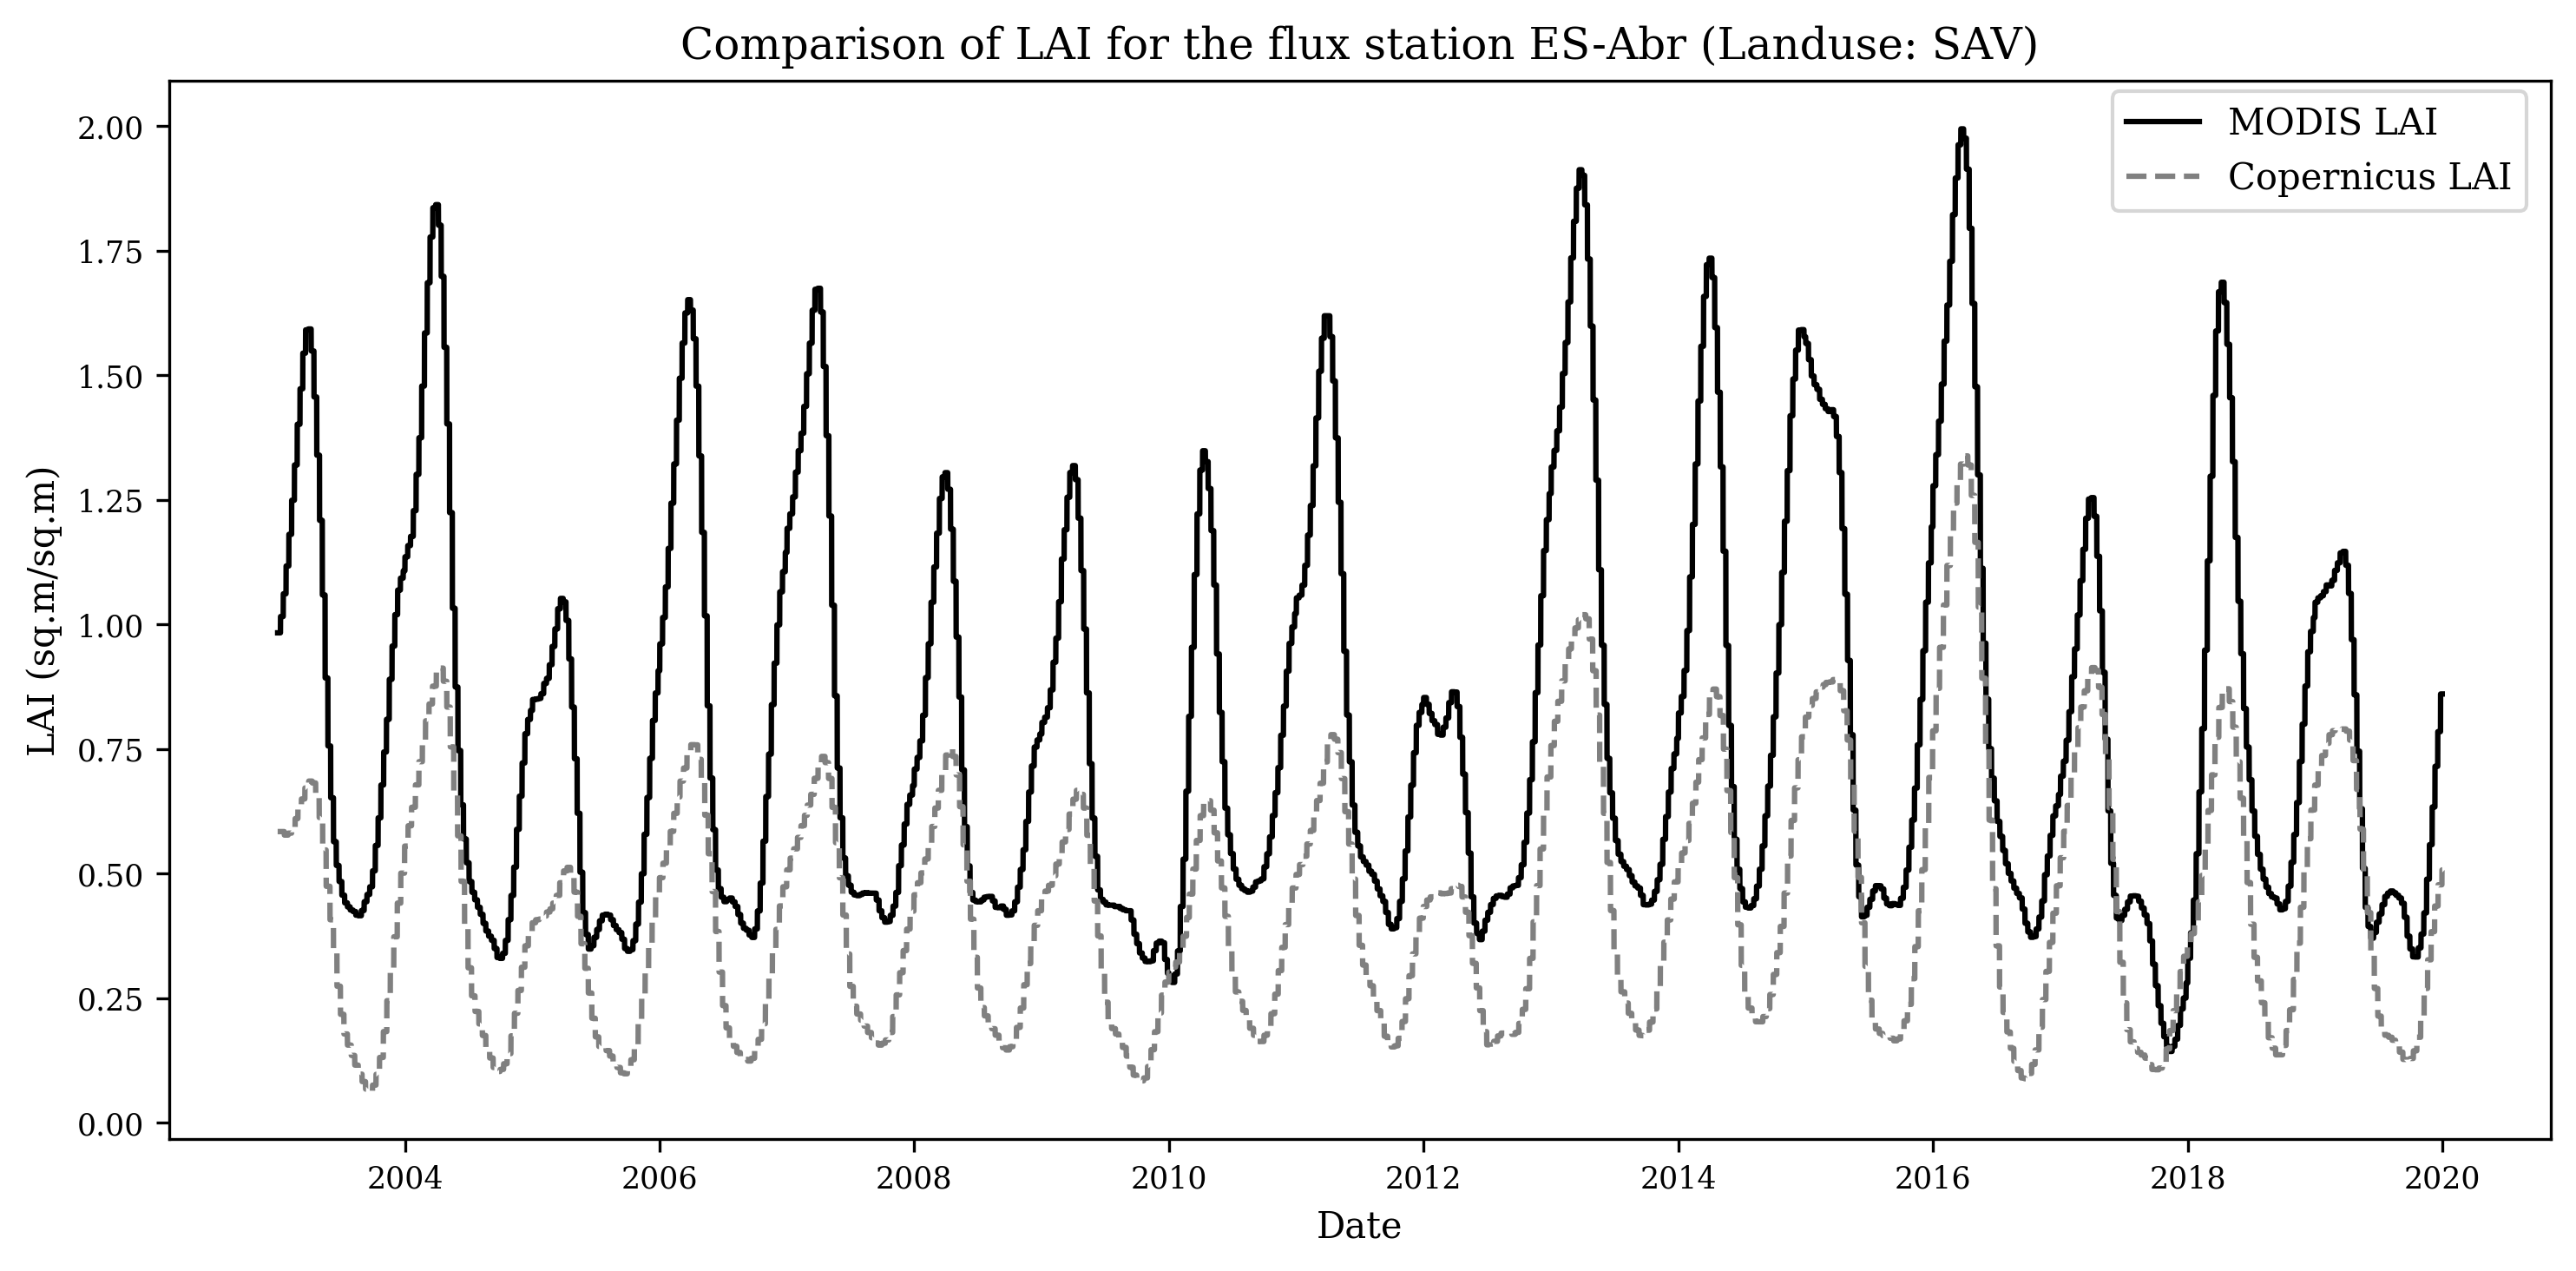 Comparison of LAI for the flux station ES-Abr (Landuse: SAV)
MODIS LAI
Copernicus LAI
LAI (sq.m/sq.m)
2.00
1.75
1.50
1.25
1.00
0.75
0.50
0.25
0.00
2004 2006 2008 2010 2012 2014 2016 2018 2020
Date